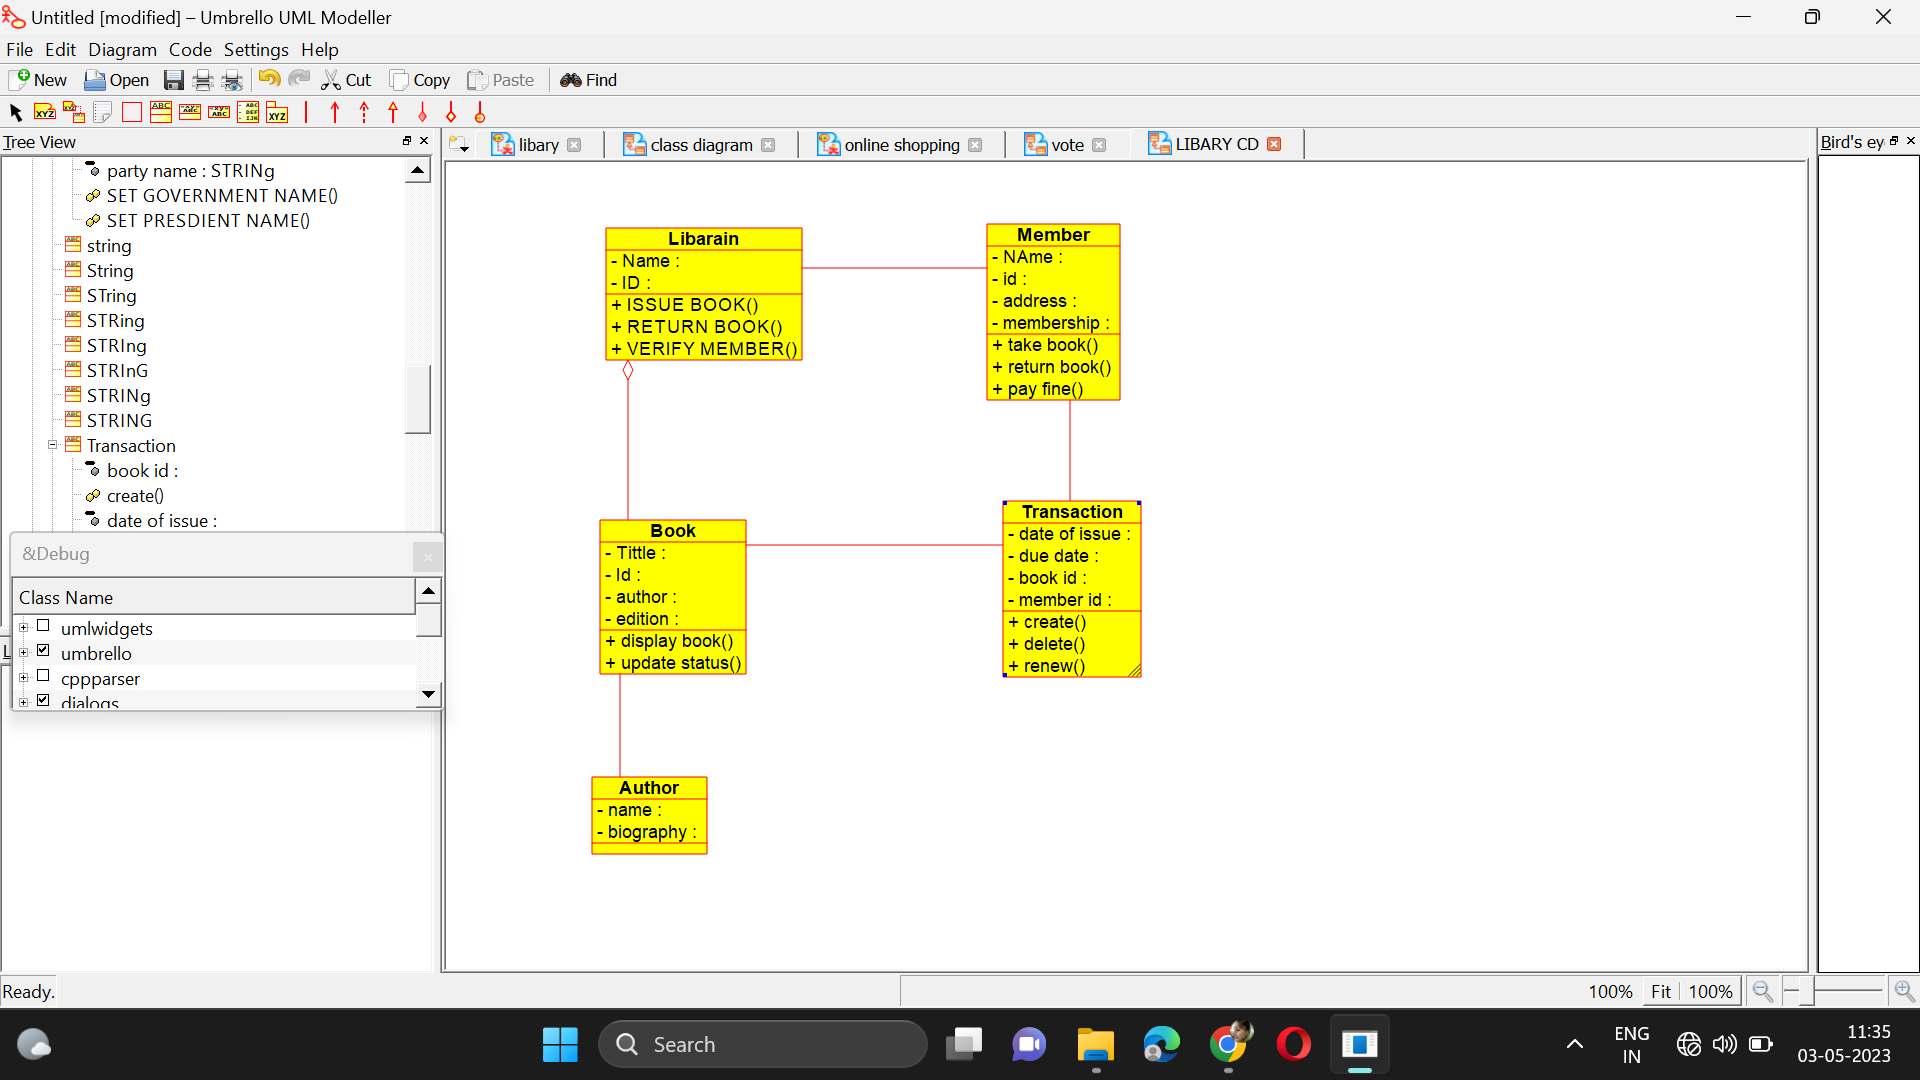 Untitled [modified] – Umbrello UML Modeller
File Edit Diagram Code Settings Help
New Open Cut Copy Paste Find
Tree View
party name : STRINg
SET GOVERNMENT NAME()
SET PRESDIENT NAME()
string
String
STring
STRing
STRIng
STRInG
STRINg
STRING
Transaction
book id :
create()
date of issue :
&Debug
Class Name
umlwidgets
umbrello
cppparser
dialogs
libary
class diagram
online shopping
vote
LIBARY CD
Bird's ey
Libarain
- Name :
- ID :
+ ISSUE BOOK()
+ RETURN BOOK()
+ VERIFY MEMBER()
Member
- NAme :
- id :
- address :
- membership :
+ take book()
+ return book()
+ pay fine()
Book
- Tittle :
- Id :
- author :
- edition :
+ display book()
+ update status()
Transaction
- date of issue :
- due date :
- book id :
- member id :
+ create()
+ delete()
+ renew()
Author
- name :
- biography :
Ready.
100% Fit 100%
Search
ENG
IN
11:35
03-05-2023